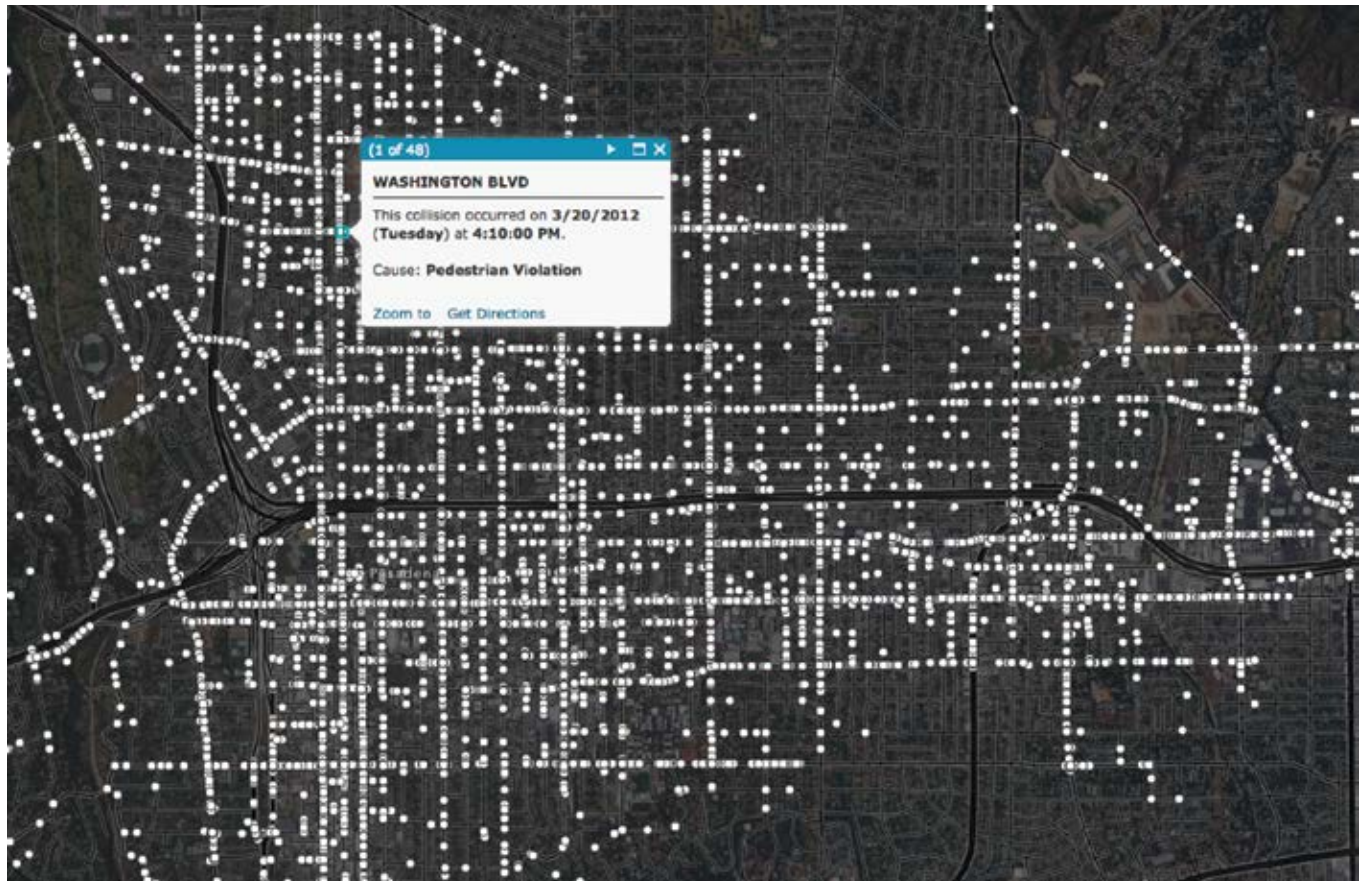 (1 of 48)
WASHINGTON BLVD
This collision occurred on 3/20/2012
(Tuesday) at 4:10:00 PM.
Cause: Pedestrian Violation
Zoom to Get Directions
Pasadena